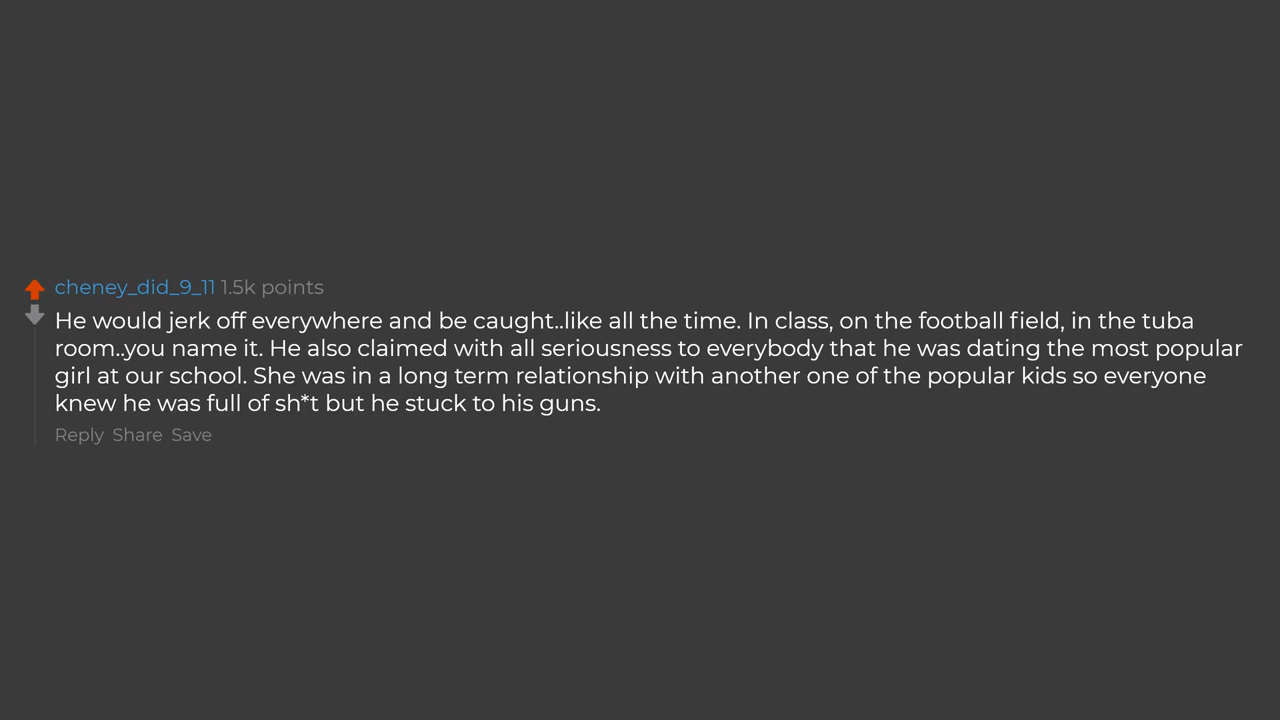 cheney_did_9_11 1.5k points
He would jerk off everywhere and be caught..like all the time. In class, on the football field, in the tuba
room..you name it. He also claimed with all seriousness to everybody that he was dating the most popular
girl at our school. She was in a long term relationship with another one of the popular kids so everyone
knew he was full of sh*t but he stuck to his guns.
Reply Share Save